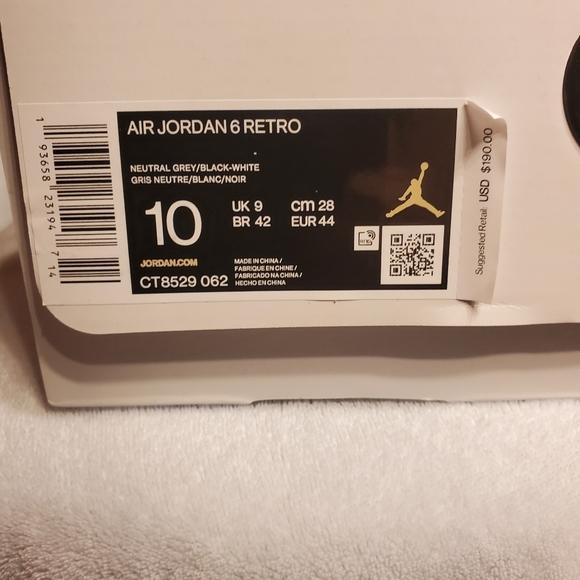 AIR JORDAN 6 RETRO
NEUTRAL GREY/BLACK-WHITE
GRIS NEUTRE/BLANC/NOIR
10
UK 9
cm 28
BR 42
EUR 44
JORDAN.COM
CT8529 062
MADE IN CHINA /
FABRIQUE EN CHINE /
FABRICADO NA CHINA /
HECHO EN CHINA
1 93658 23194 7 14
Suggested Retail: USD $190.00